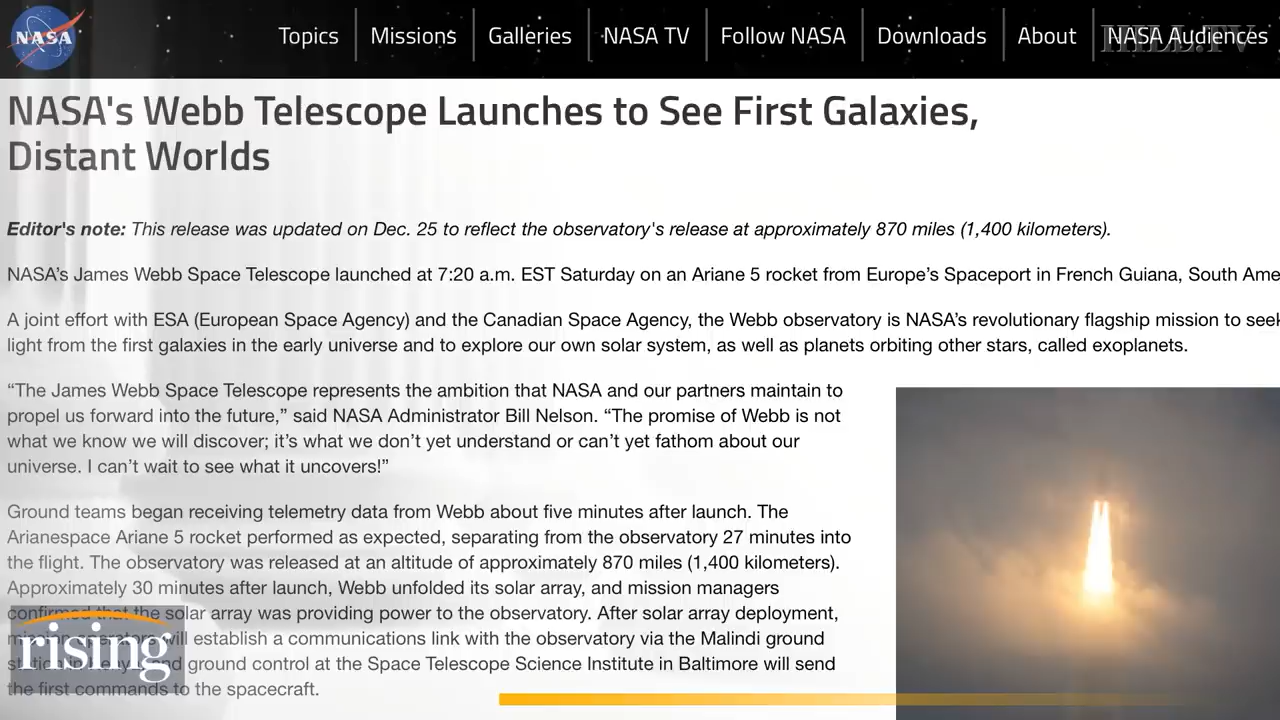 NASA
Topics
Missions
Galleries
NASA TV
Follow NASA
Downloads
About
NASA Audiences
HILL.TV
NASA's Webb Telescope Launches to See First Galaxies,
Distant Worlds
Editor's note: This release was updated on Dec. 25 to reflect the observatory's release at approximately 870 miles (1,400 kilometers).
NASA’s James Webb Space Telescope launched at 7:20 a.m. EST Saturday on an Ariane 5 rocket from Europe’s Spaceport in French Guiana, South Ame
A joint effort with ESA (European Space Agency) and the Canadian Space Agency, the Webb observatory is NASA’s revolutionary flagship mission to seek
light from the first galaxies in the early universe and to explore our own solar system, as well as planets orbiting other stars, called exoplanets.
“The James Webb Space Telescope represents the ambition that NASA and our partners maintain to
propel us forward into the future,” said NASA Administrator Bill Nelson. “The promise of Webb is not
what we know we will discover; it’s what we don’t yet understand or can’t yet fathom about our
universe. I can’t wait to see what it uncovers!”
Ground teams began receiving telemetry data from Webb about five minutes after launch. The
Arianespace Ariane 5 rocket performed as expected, separating from the observatory 27 minutes into
the flight. The observatory was released at an altitude of approximately 870 miles (1,400 kilometers).
Approximately 30 minutes after launch, Webb unfolded its solar array, and mission managers
confirmed that the solar array was providing power to the observatory. After solar array deployment,
mission operators will establish a communications link with the observatory via the Malindi ground
station in Kenya, and ground control at the Space Telescope Science Institute in Baltimore will send
the first commands to the spacecraft.
rising